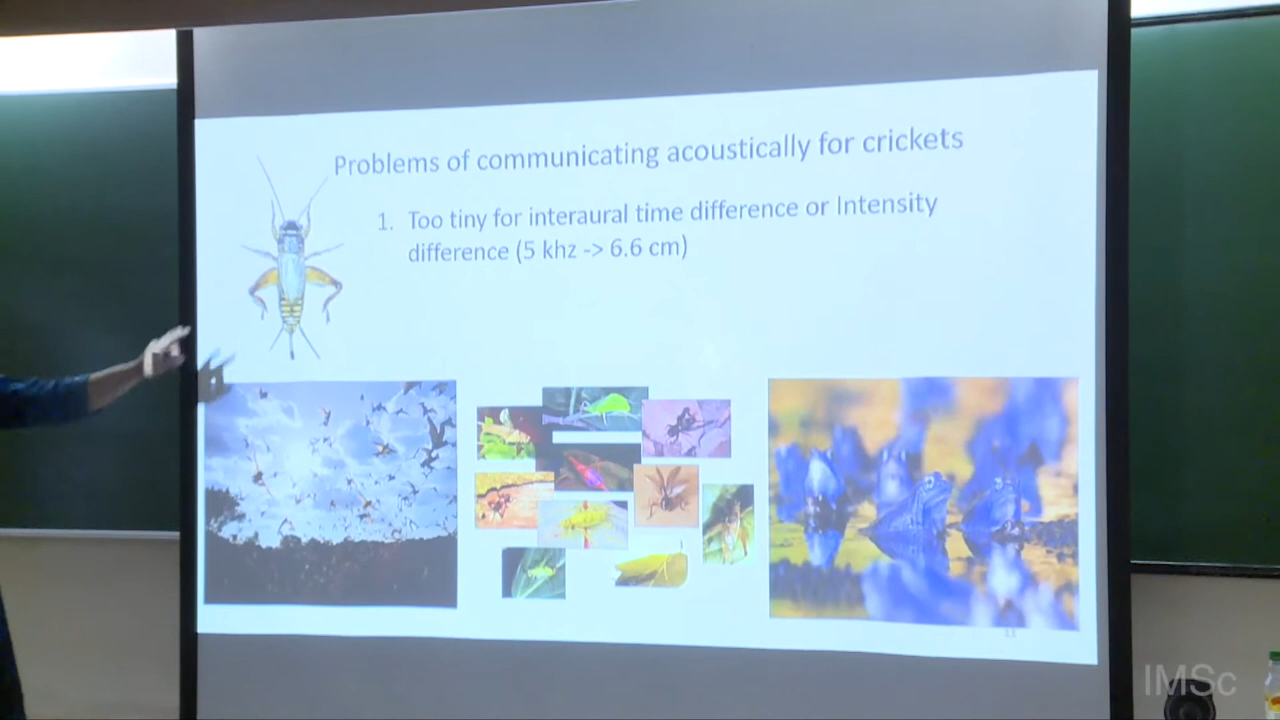 Problems of communicating acoustically for crickets
1. Too tiny for interaural time difference or Intensity
difference (5 khz -> 6.6 cm)
11
IMSc